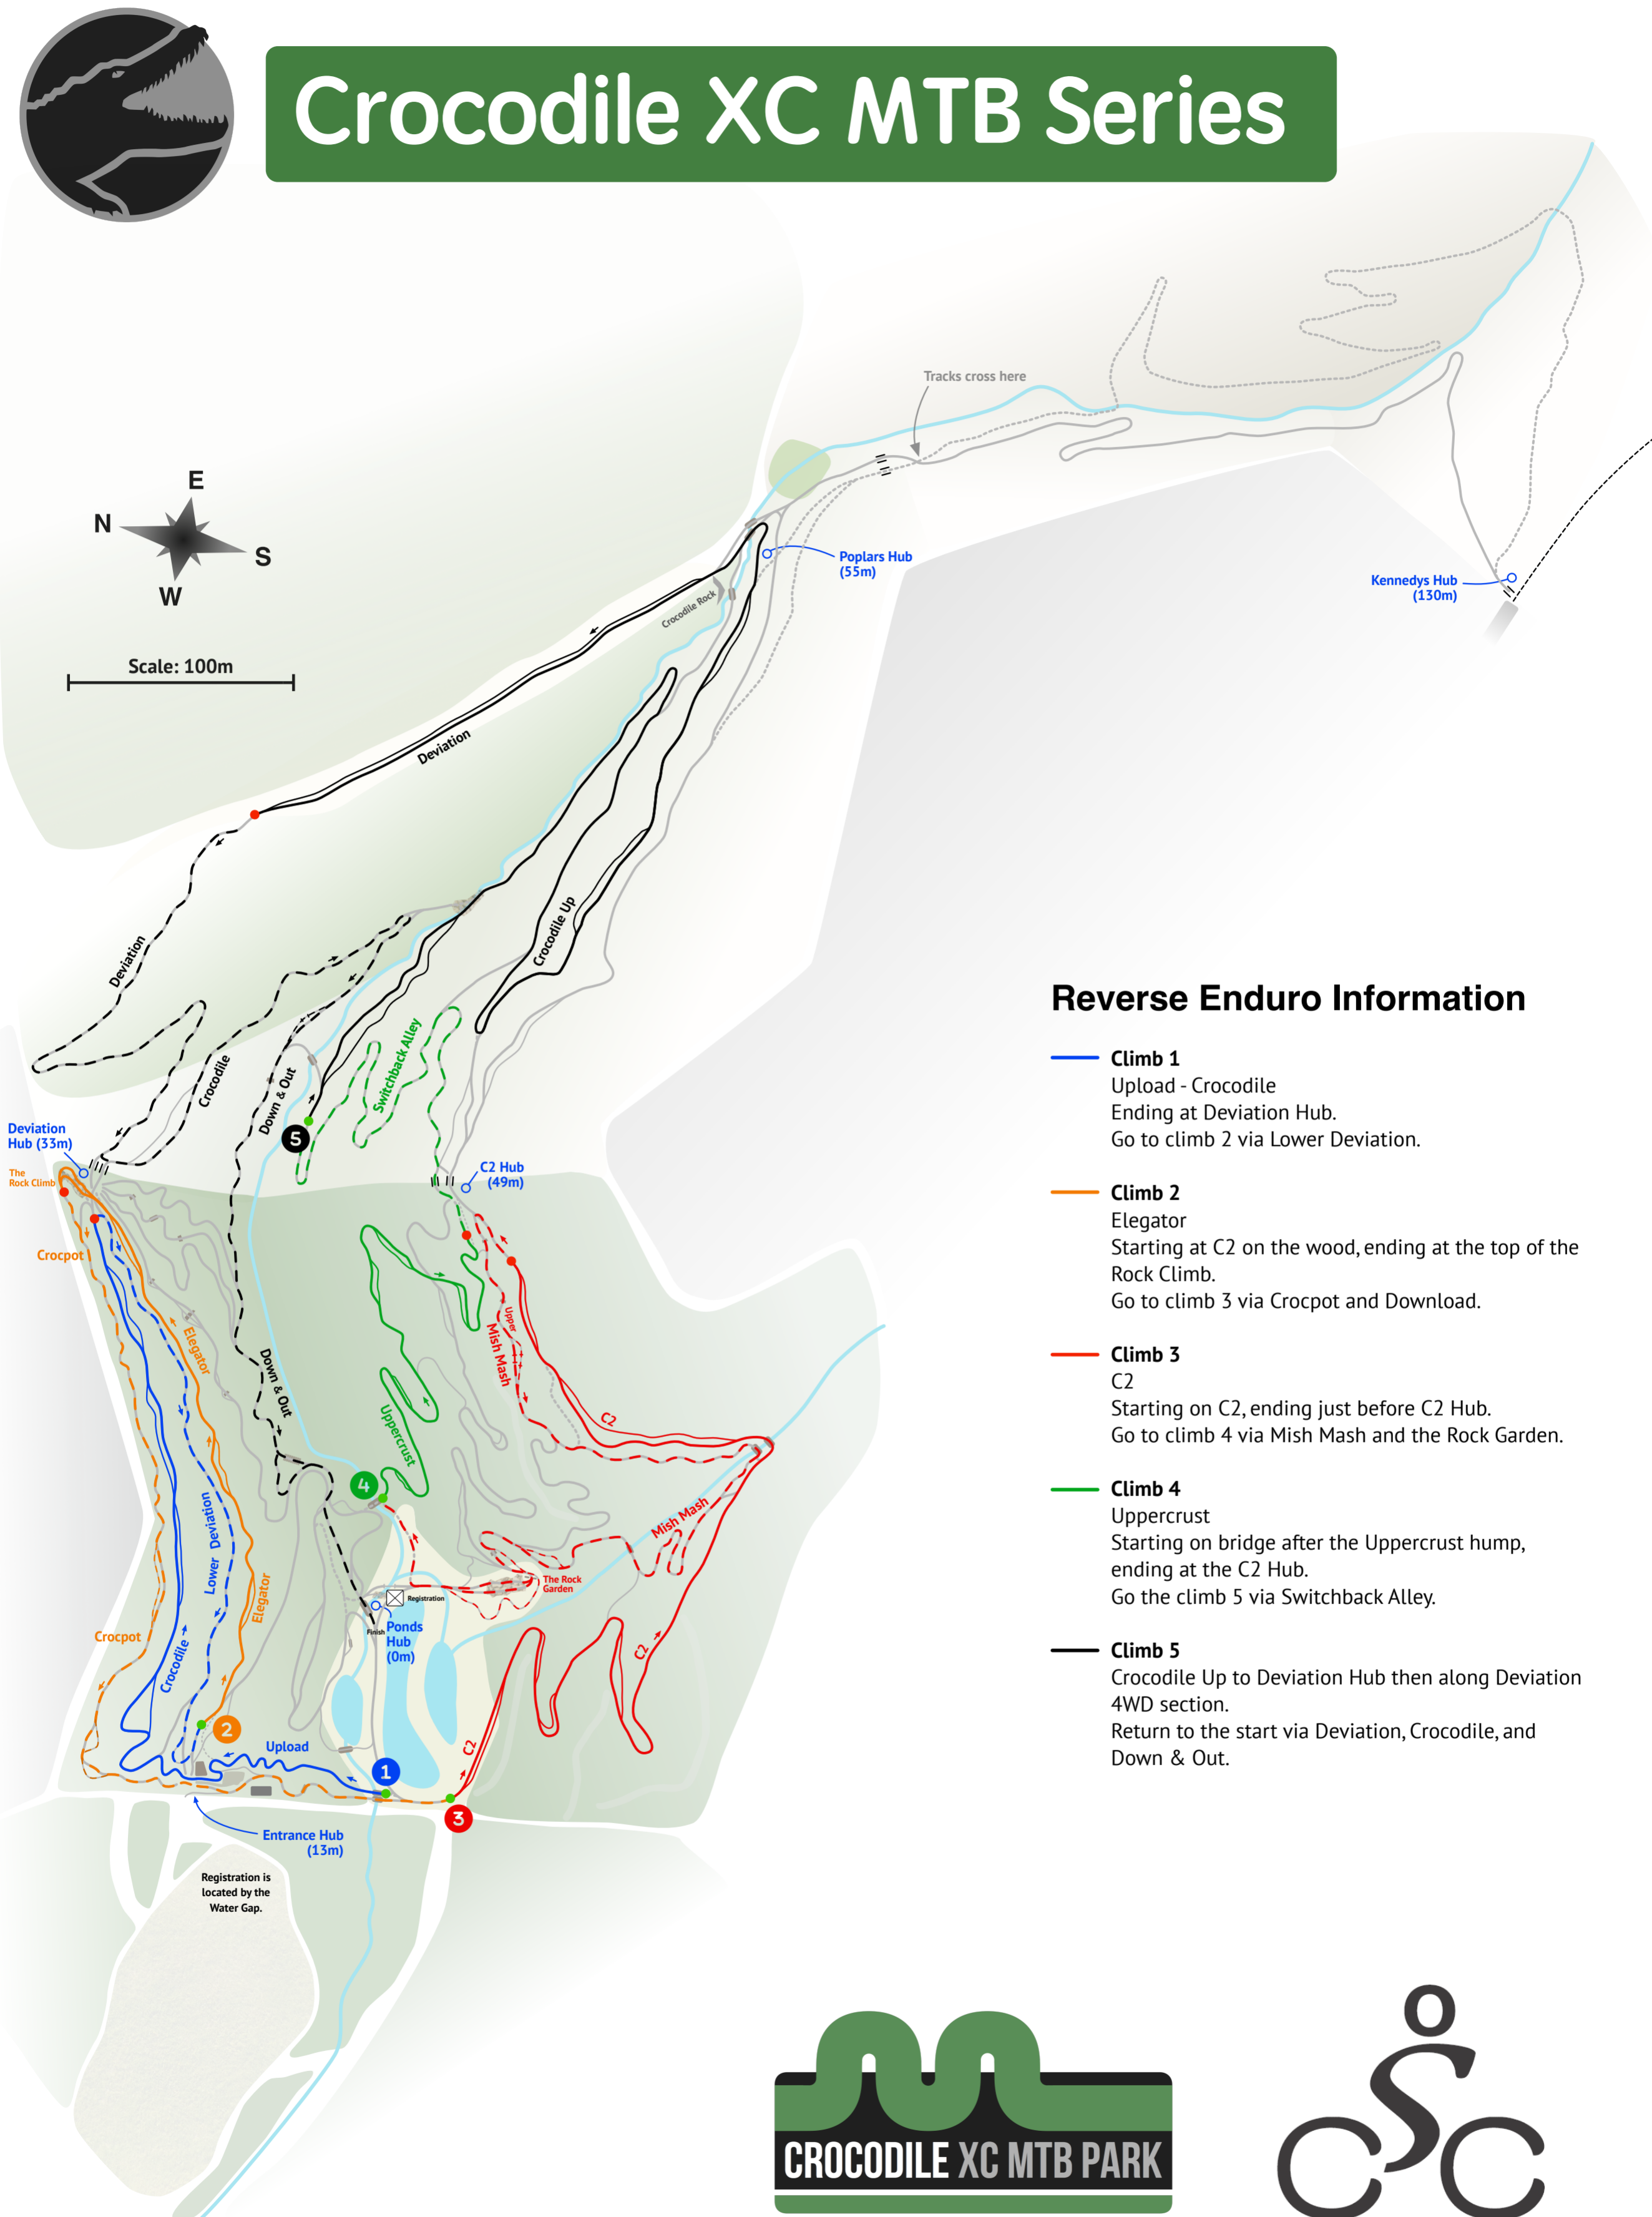 Crocodile XC MTB Series
Tracks cross here
E
N
S
W
Poplars Hub
(55m)
Kennedys Hub
(130m)
Crocodile Rock
Scale: 100m
Deviation
Crocodile Up
Deviation
Switchback Alley
Crocodile
Down & Out
5
Deviation
Hub (33m)
The
Rock Climb
C2 Hub
(49m)
Crocpot
Upper
Mish Mash
Elegator
Down & Out
C2
Uppercrust
4
Lower Deviation
Mish Mash
Elegator
The Rock
Garden
Registration
Finish
Ponds
Hub
(0m)
Crocpot
Crocodile
C2
2
Upload
C2
1
3
Entrance Hub
(13m)
Registration is
located by the
Water Gap.
Reverse Enduro Information
Climb 1
Upload - Crocodile
Ending at Deviation Hub.
Go to climb 2 via Lower Deviation.
Climb 2
Elegator
Starting at C2 on the wood, ending at the top of the
Rock Climb.
Go to climb 3 via Crocpot and Download.
Climb 3
C2
Starting on C2, ending just before C2 Hub.
Go to climb 4 via Mish Mash and the Rock Garden.
Climb 4
Uppercrust
Starting on bridge after the Uppercrust hump,
ending at the C2 Hub.
Go the climb 5 via Switchback Alley.
Climb 5
Crocodile Up to Deviation Hub then along Deviation
4WD section.
Return to the start via Deviation, Crocodile, and
Down & Out.
CROCODILE XC MTB PARK
CSC